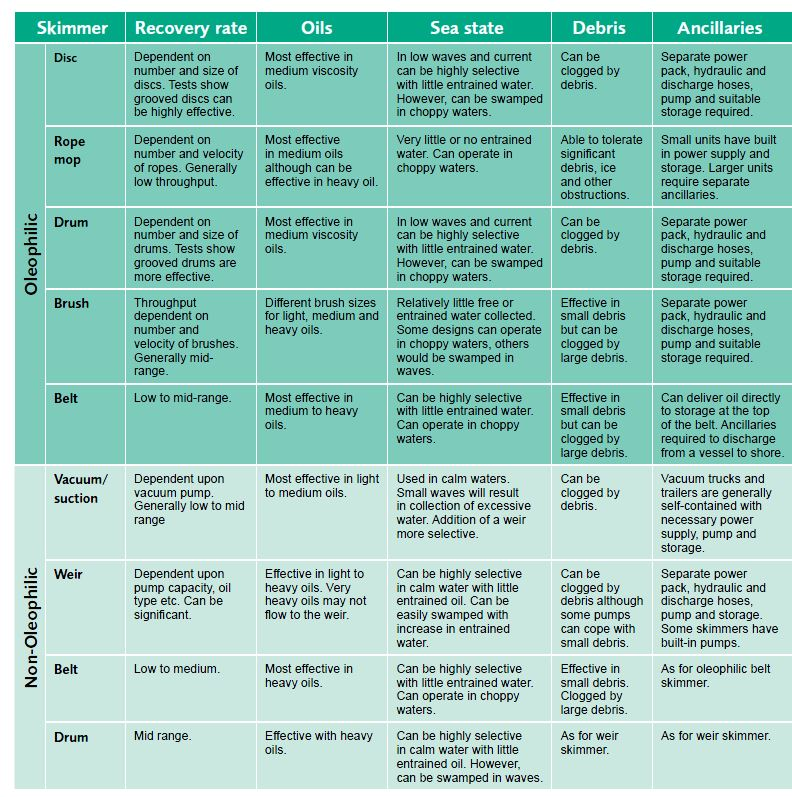 Skimmer Recovery rate Oils Sea state Debris Ancillaries
Oleophilic
Disc
Dependent on
number and size of
discs. Tests show
grooved discs can
be highly effective.
Most effective in
medium viscosity
oils.
In low waves and current
can be highly selective
with little entrained water.
However, can be swamped
in choppy waters.
Can be
clogged by
debris.
Separate power
pack, hydraulic and
discharge hoses,
pump and suitable
storage required.
Rope
mop
Dependent on
number and velocity
of ropes. Generally
low throughput.
Most effective
in medium oils
although can be
effective in heavy oil.
Very little or no entrained
water. Can operate in
choppy waters.
Able to tolerate
significant
debris, ice
and other
obstructions.
Small units have built
in power supply and
storage. Larger units
require separate
ancillaries.
Drum
Dependent on
number and size of
drums. Tests show
grooved drums are
more effective.
Most effective in
medium viscosity
oils.
In low waves and current
can be highly selective
with little entrained water.
However, can be swamped
in choppy waters.
Can be
clogged by
debris.
Separate power
pack, hydraulic and
discharge hoses,
pump and suitable
storage required.
Brush
Throughput
dependent on
number and
velocity of brushes.
Generally mid-
range.
Different brush sizes
for light, medium and
heavy oils.
Relatively little free or
entrained water collected.
Some designs can operate
in choppy waters, others
would be swamped in
waves.
Effective in
small debris
but can be
clogged by
large debris.
Separate power
pack, hydraulic and
discharge hoses,
pump and suitable
storage required.
Belt
Low to mid-range.
Most effective in
medium to heavy
oils.
Can be highly selective
with little entrained water.
Can operate in choppy
waters.
Effective in
small debris
but can be
clogged by
large debris.
Can deliver oil directly
to storage at the top
of the belt. Ancillaries
required to discharge
from a vessel to shore.
Non-Oleophilic
Vacuum/
suction
Dependent upon
vacuum pump.
Generally low to mid
range
Most effective in light
to medium oils.
Used in calm waters.
Small waves will result
in collection of excessive
water. Addition of a weir
more selective.
Can be
clogged by
debris.
Vacuum trucks and
trailers are generally
self-contained with
necessary power
supply, pump and
storage.
Weir
Dependent upon
pump capacity, oil
type etc. Can be
significant.
Effective in light to
heavy oils. Very
heavy oils may not
flow to the weir.
Can be highly selective
in calm water with little
entrained oil. Can be
easily swamped with
increase in entrained
water.
Can be
clogged by
debris although
some pumps
can cope with
small debris.
Separate power
pack, hydraulic and
discharge hoses,
pump and storage.
Some skimmers have
built-in pumps.
Belt
Low to medium.
Most effective in
heavy oils.
Can be highly selective
with little entrained water.
Can operate in choppy
waters.
Effective in
small debris.
Clogged by
large debris.
As for oleophilic belt
skimmer.
Drum
Mid range.
Effective with heavy
oils.
Can be highly selective
in calm water with little
entrained oil. However,
can be swamped in waves.
As for weir
skimmer.
As for weir skimmer.